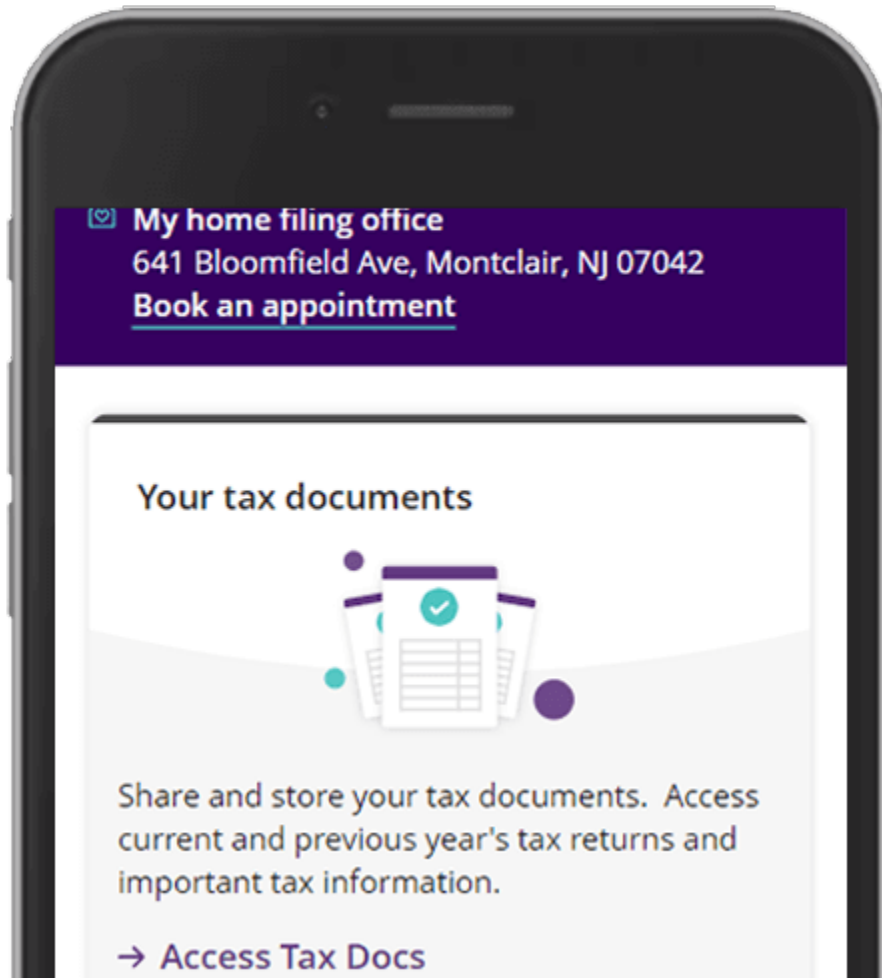 My home filing office
641 Bloomfield Ave, Montclair, NJ 07042
Book an appointment
Your tax documents
Share and store your tax documents.  Access
current and previous year's tax returns and
important tax information.
→ Access Tax Docs